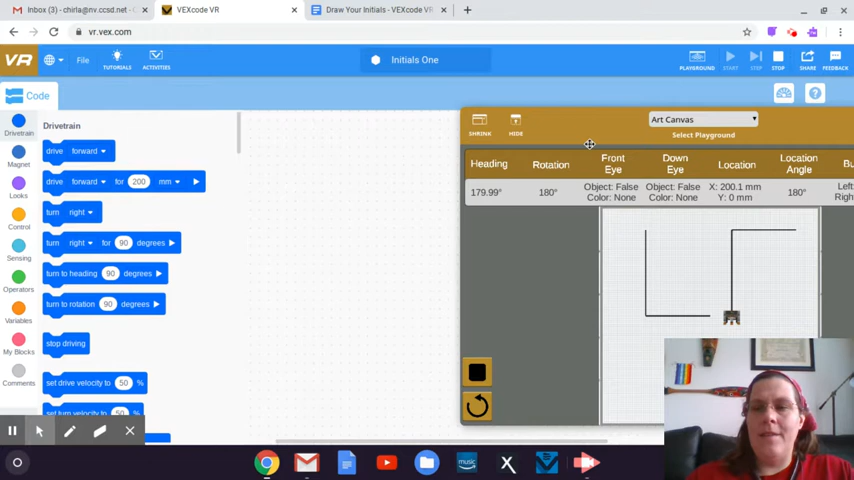 Inbox (3) - chirla@nv.ccsd.net -
VEXcode VR
Draw Your Initials - VEXcode VR
vr.vex.com
VR
File
TUTORIALS
ACTIVITIES
Initials One
PLAYGROUND
START
STEP
STOP
SHARE
FEEDBACK
Code
Drivetrain
Magnet
Looks
Control
Sensing
Operators
Variables
My Blocks
Comments
Drivetrain
drive forward
drive forward for 200 mm
turn right
turn right for 90 degrees
turn to heading 90 degrees
turn to rotation 90 degrees
stop driving
set drive velocity to 50 %
set turn velocity to 50 %
SHRINK
HIDE
Art Canvas
Select Playground
Heading Rotation Front Eye Down Eye Location Location Angle Bu
179.99° 180° Object: False Color: None Object: False Color: None X: 200.1 mm Y: 0 mm 180° Left: Righ
music